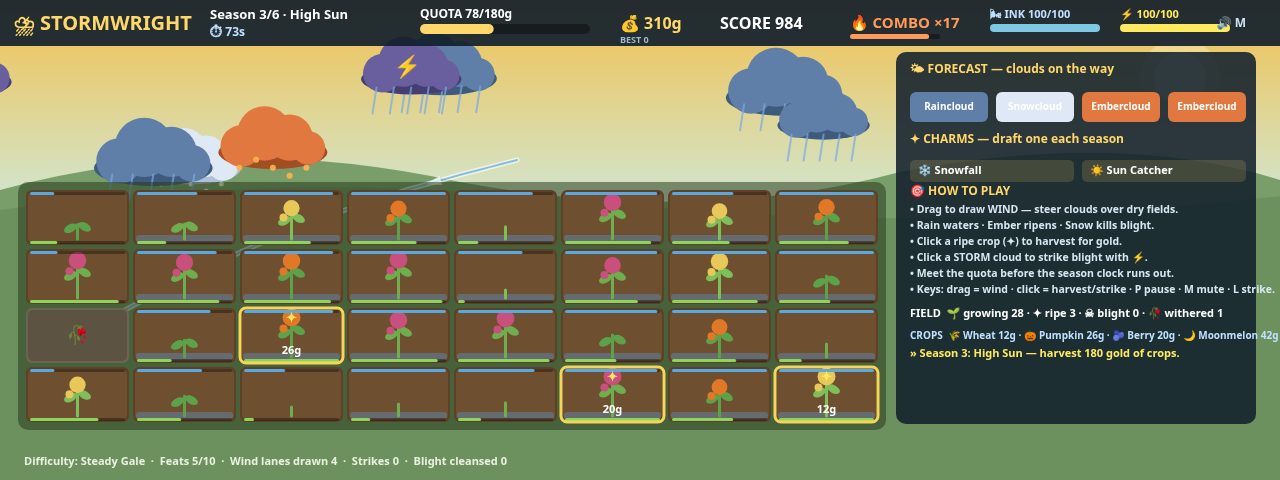 STORMWRIGHT
Season 3/6 · High Sun
73s
QUOTA 78/180g
310g
BEST 0
SCORE 984
COMBO ×17
INK 100/100
100/100
M
FORECAST — clouds on the way
Raincloud
Snowcloud
Embercloud
Embercloud
CHARMS — draft one each season
Snowfall
Sun Catcher
HOW TO PLAY
• Drag to draw WIND — steer clouds over dry fields.
• Rain waters · Ember ripens · Snow kills blight.
• Click a ripe crop (✦) to harvest for gold.
• Click a STORM cloud to strike blight with ⚡.
• Meet the quota before the season clock runs out.
• Keys: drag = wind · click = harvest/strike · P pause · M mute · L strike.
FIELD 🌱 growing 28 · ✦ ripe 3 · ☠ blight 0 · 🥀 withered 1
CROPS 🌾 Wheat 12g · 🎃 Pumpkin 26g · 🫐 Berry 20g · 🌙 Moonmelon 42g
» Season 3: High Sun — harvest 180 gold of crops.
26g
20g
12g
Difficulty: Steady Gale · Feats 5/10 · Wind lanes drawn 4 · Strikes 0 · Blight cleansed 0